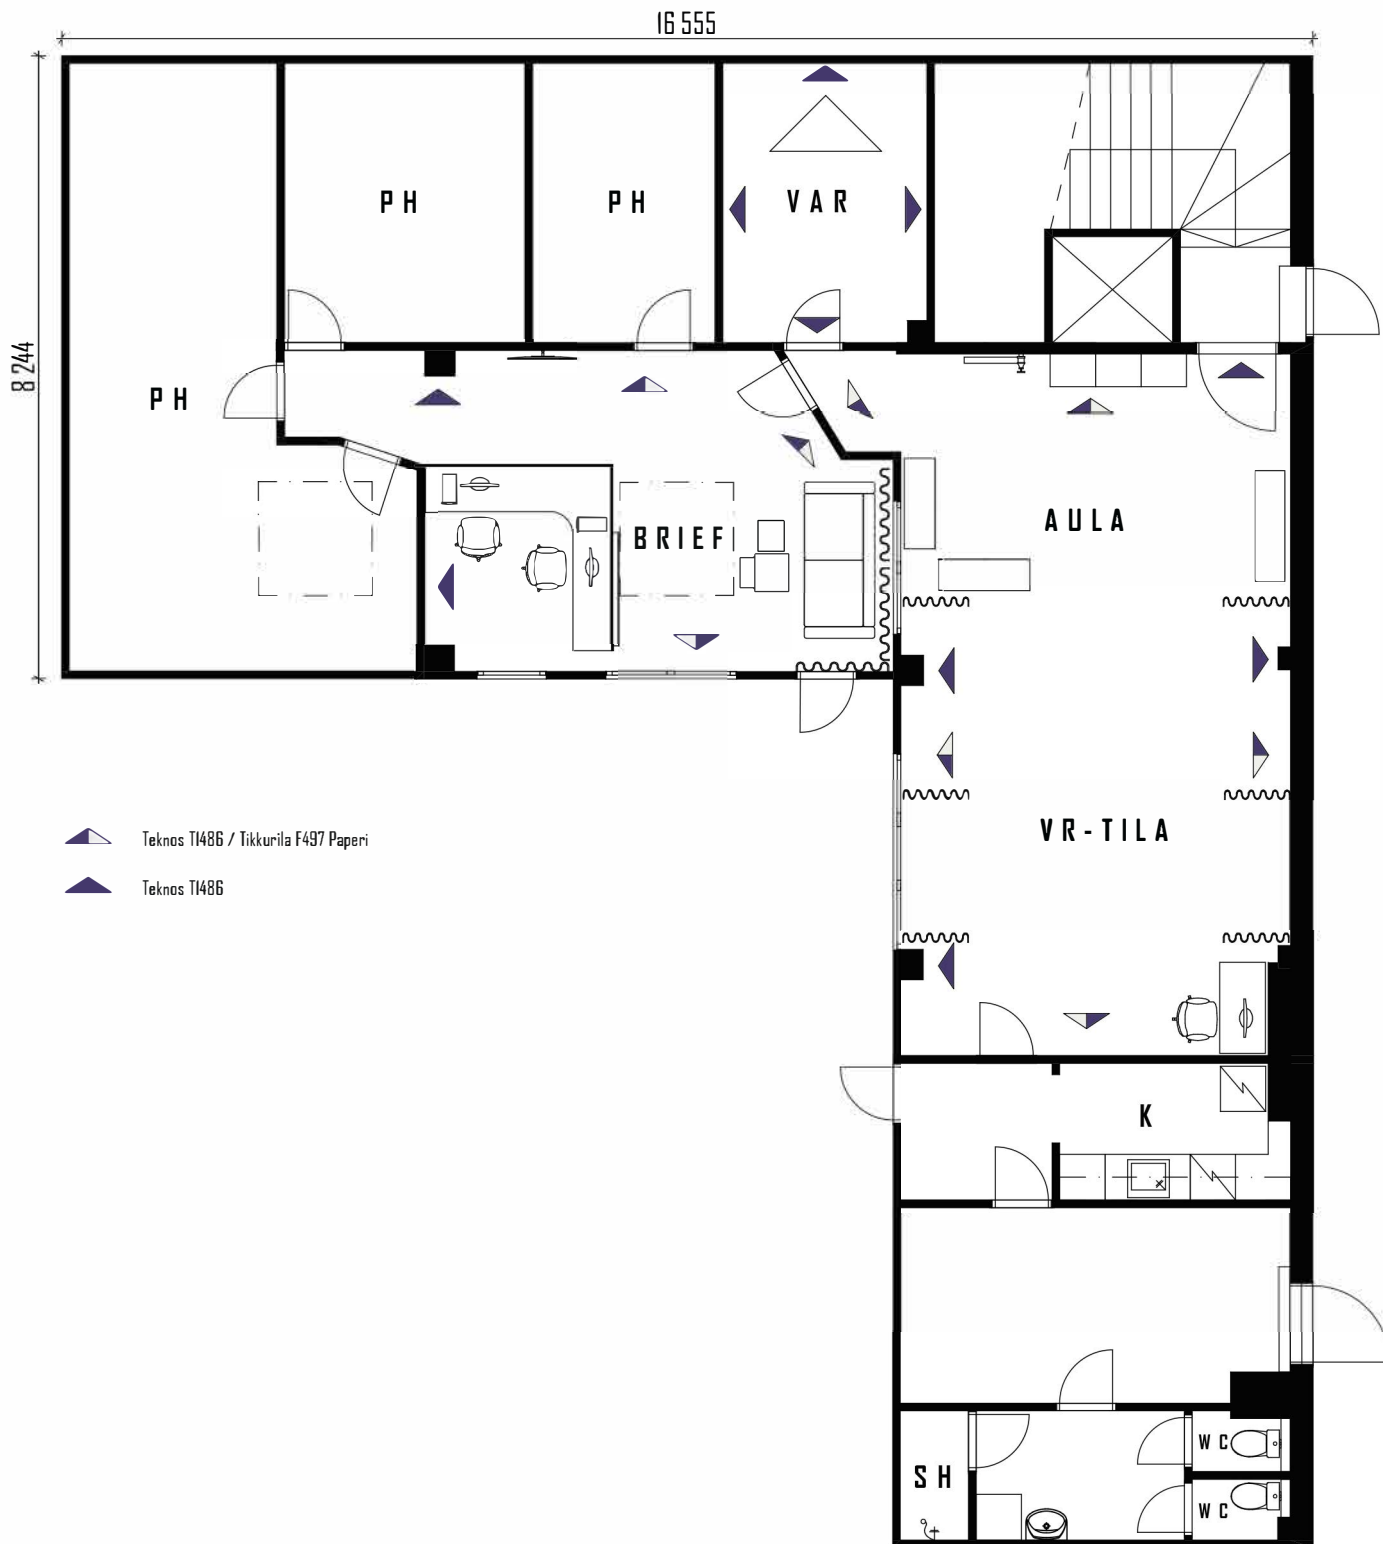 16 555
8 244
PH
PH
VAR
PH
BRIEF
AULA
VR-TILA
Teknos T1486 / Tikkurila F497 Paperi
Teknos T1486
K
WC
SH
WC